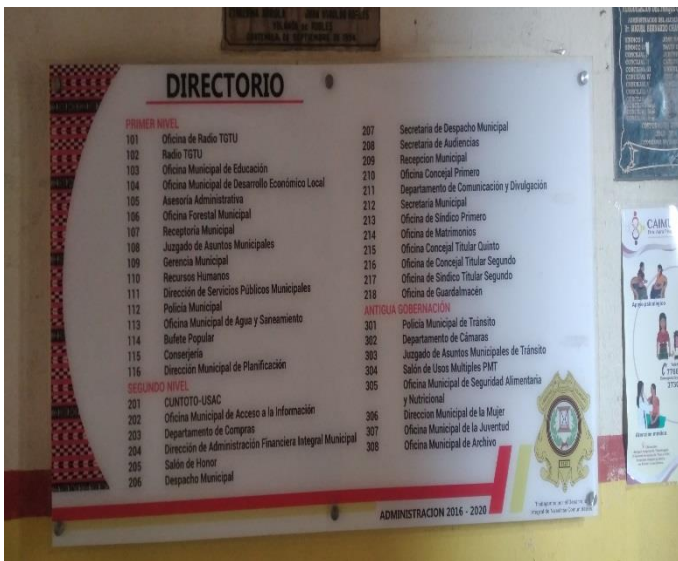 GUATEMALA, SEPTIEMBRE DE 1994.
DIRECTORIO
PRIMER NIVEL
101 Oficina de Radio TGTU
102 Radio TGTU
103 Oficina Municipal de Educación
104 Oficina Municipal de Desarrollo Económico Local
105 Asesoría Administrativa
106 Oficina Forestal Municipal
107 Receptoría Municipal
108 Juzgado de Asuntos Municipales
109 Gerencia Municipal
110 Recursos Humanos
111 Dirección de Servicios Públicos Municipales
112 Policía Municipal
113 Oficina Municipal de Agua y Saneamiento
114 Bufete Popular
115 Conserjería
116 Dirección Municipal de Planificación
SEGUNDO NIVEL
201 CUNTOTO-USAC
202 Oficina Municipal de Acceso a la Información
203 Departamento de Compras
204 Dirección de Administración Financiera Integral Municipal
205 Salón de Honor
206 Despacho Municipal
207 Secretaria de Despacho Municipal
208 Secretaria de Audiencias
209 Recepcion Municipal
210 Oficina Concejal Primero
211 Departamento de Comunicación y Divulgación
212 Secretaria Municipal
213 Oficina de Síndico Primero
214 Oficina de Matrimonios
215 Oficina Concejal Titular Quinto
216 Oficina de Concejal Titular Segundo
217 Oficina de Sindico Titular Segundo
218 Oficina de Guardalmacén
ANTIGUA GOBERNACIÓN
301 Policía Municipal de Tránsito
302 Departamento de Cámaras
303 Juzgado de Asuntos Municipales de Tránsito
304 Salón de Usos Multiples PMT
305 Oficina Municipal de Seguridad Alimentaria
y Nutricional
306 Direccion Municipal de la Mujer
307 Oficina Municipal de la Juventud
308 Oficina Municipal de Archivo
ADMINISTRACION 2016 - 2020
CAIMU